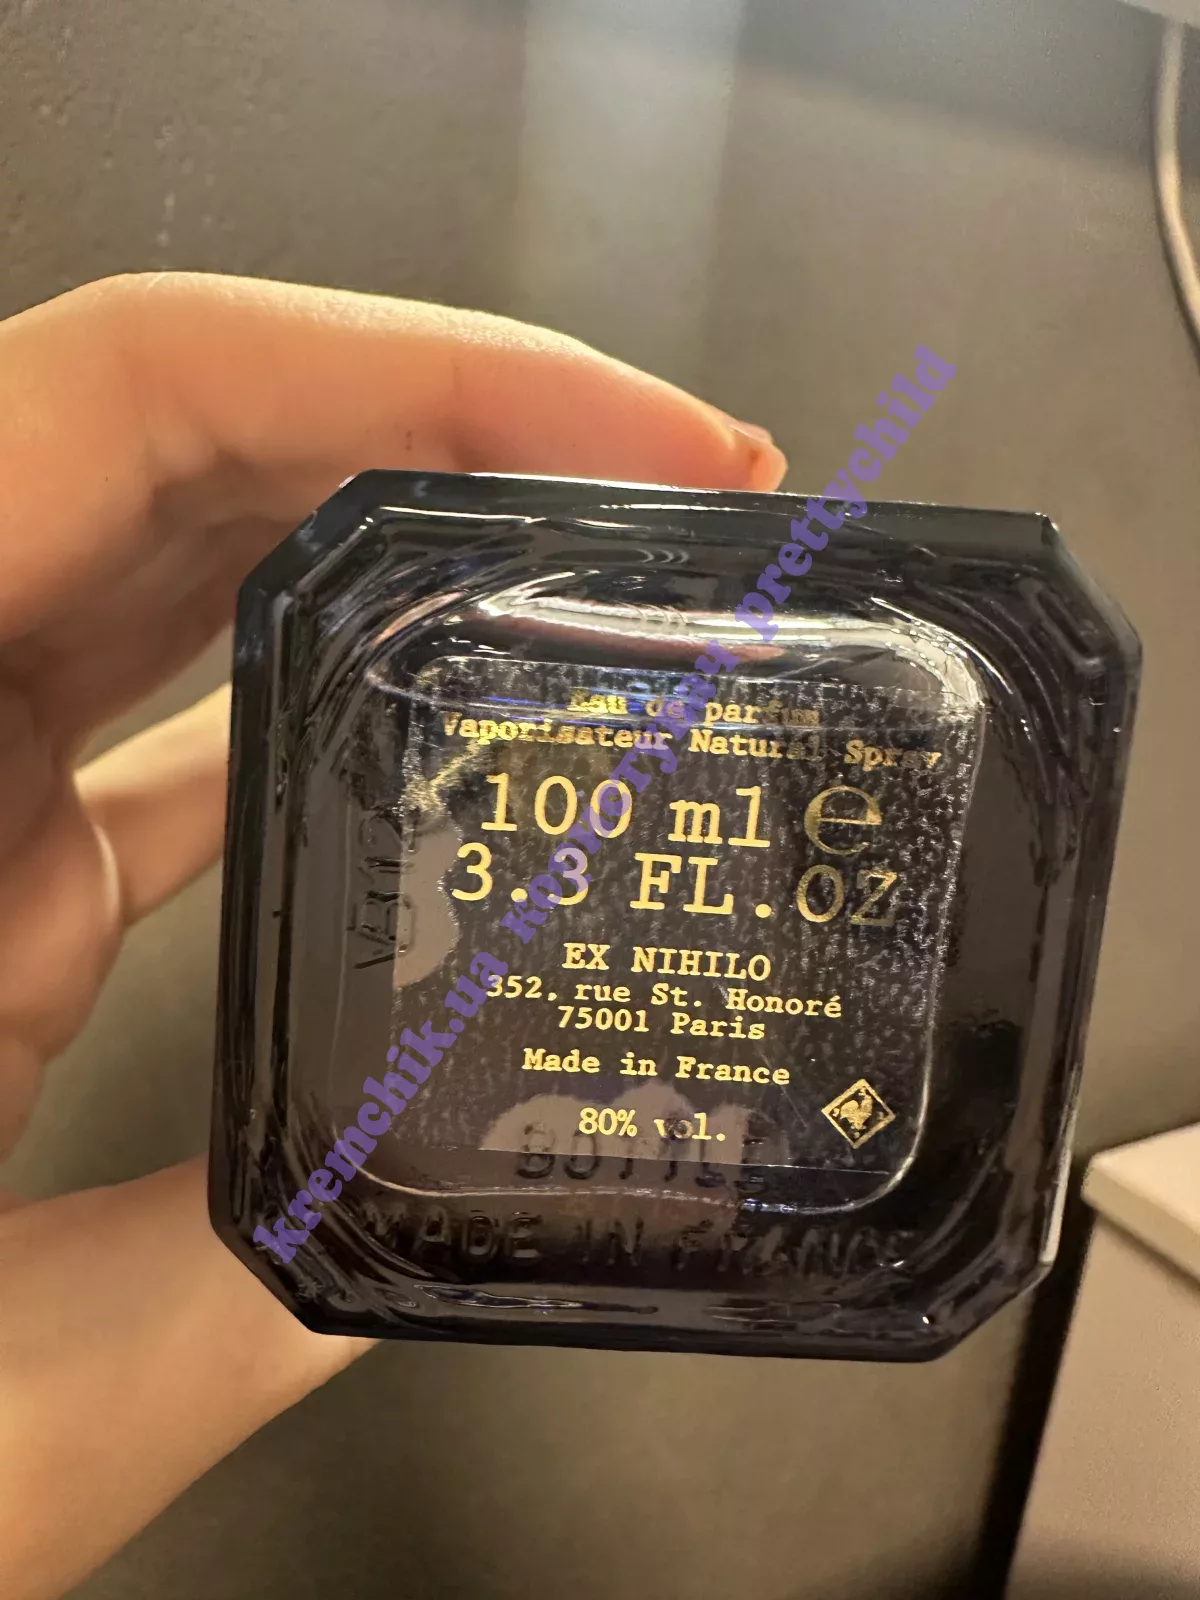 Eau de parfum
Vaporisateur Natural Spray
100 ml e
3.3 FL. OZ
EX NIHILO
352, rue St. Honoré
75001 Paris
Made in France
80% vol.
BOTTLE
MADE IN FRANCE
kremchik.ua prettychild